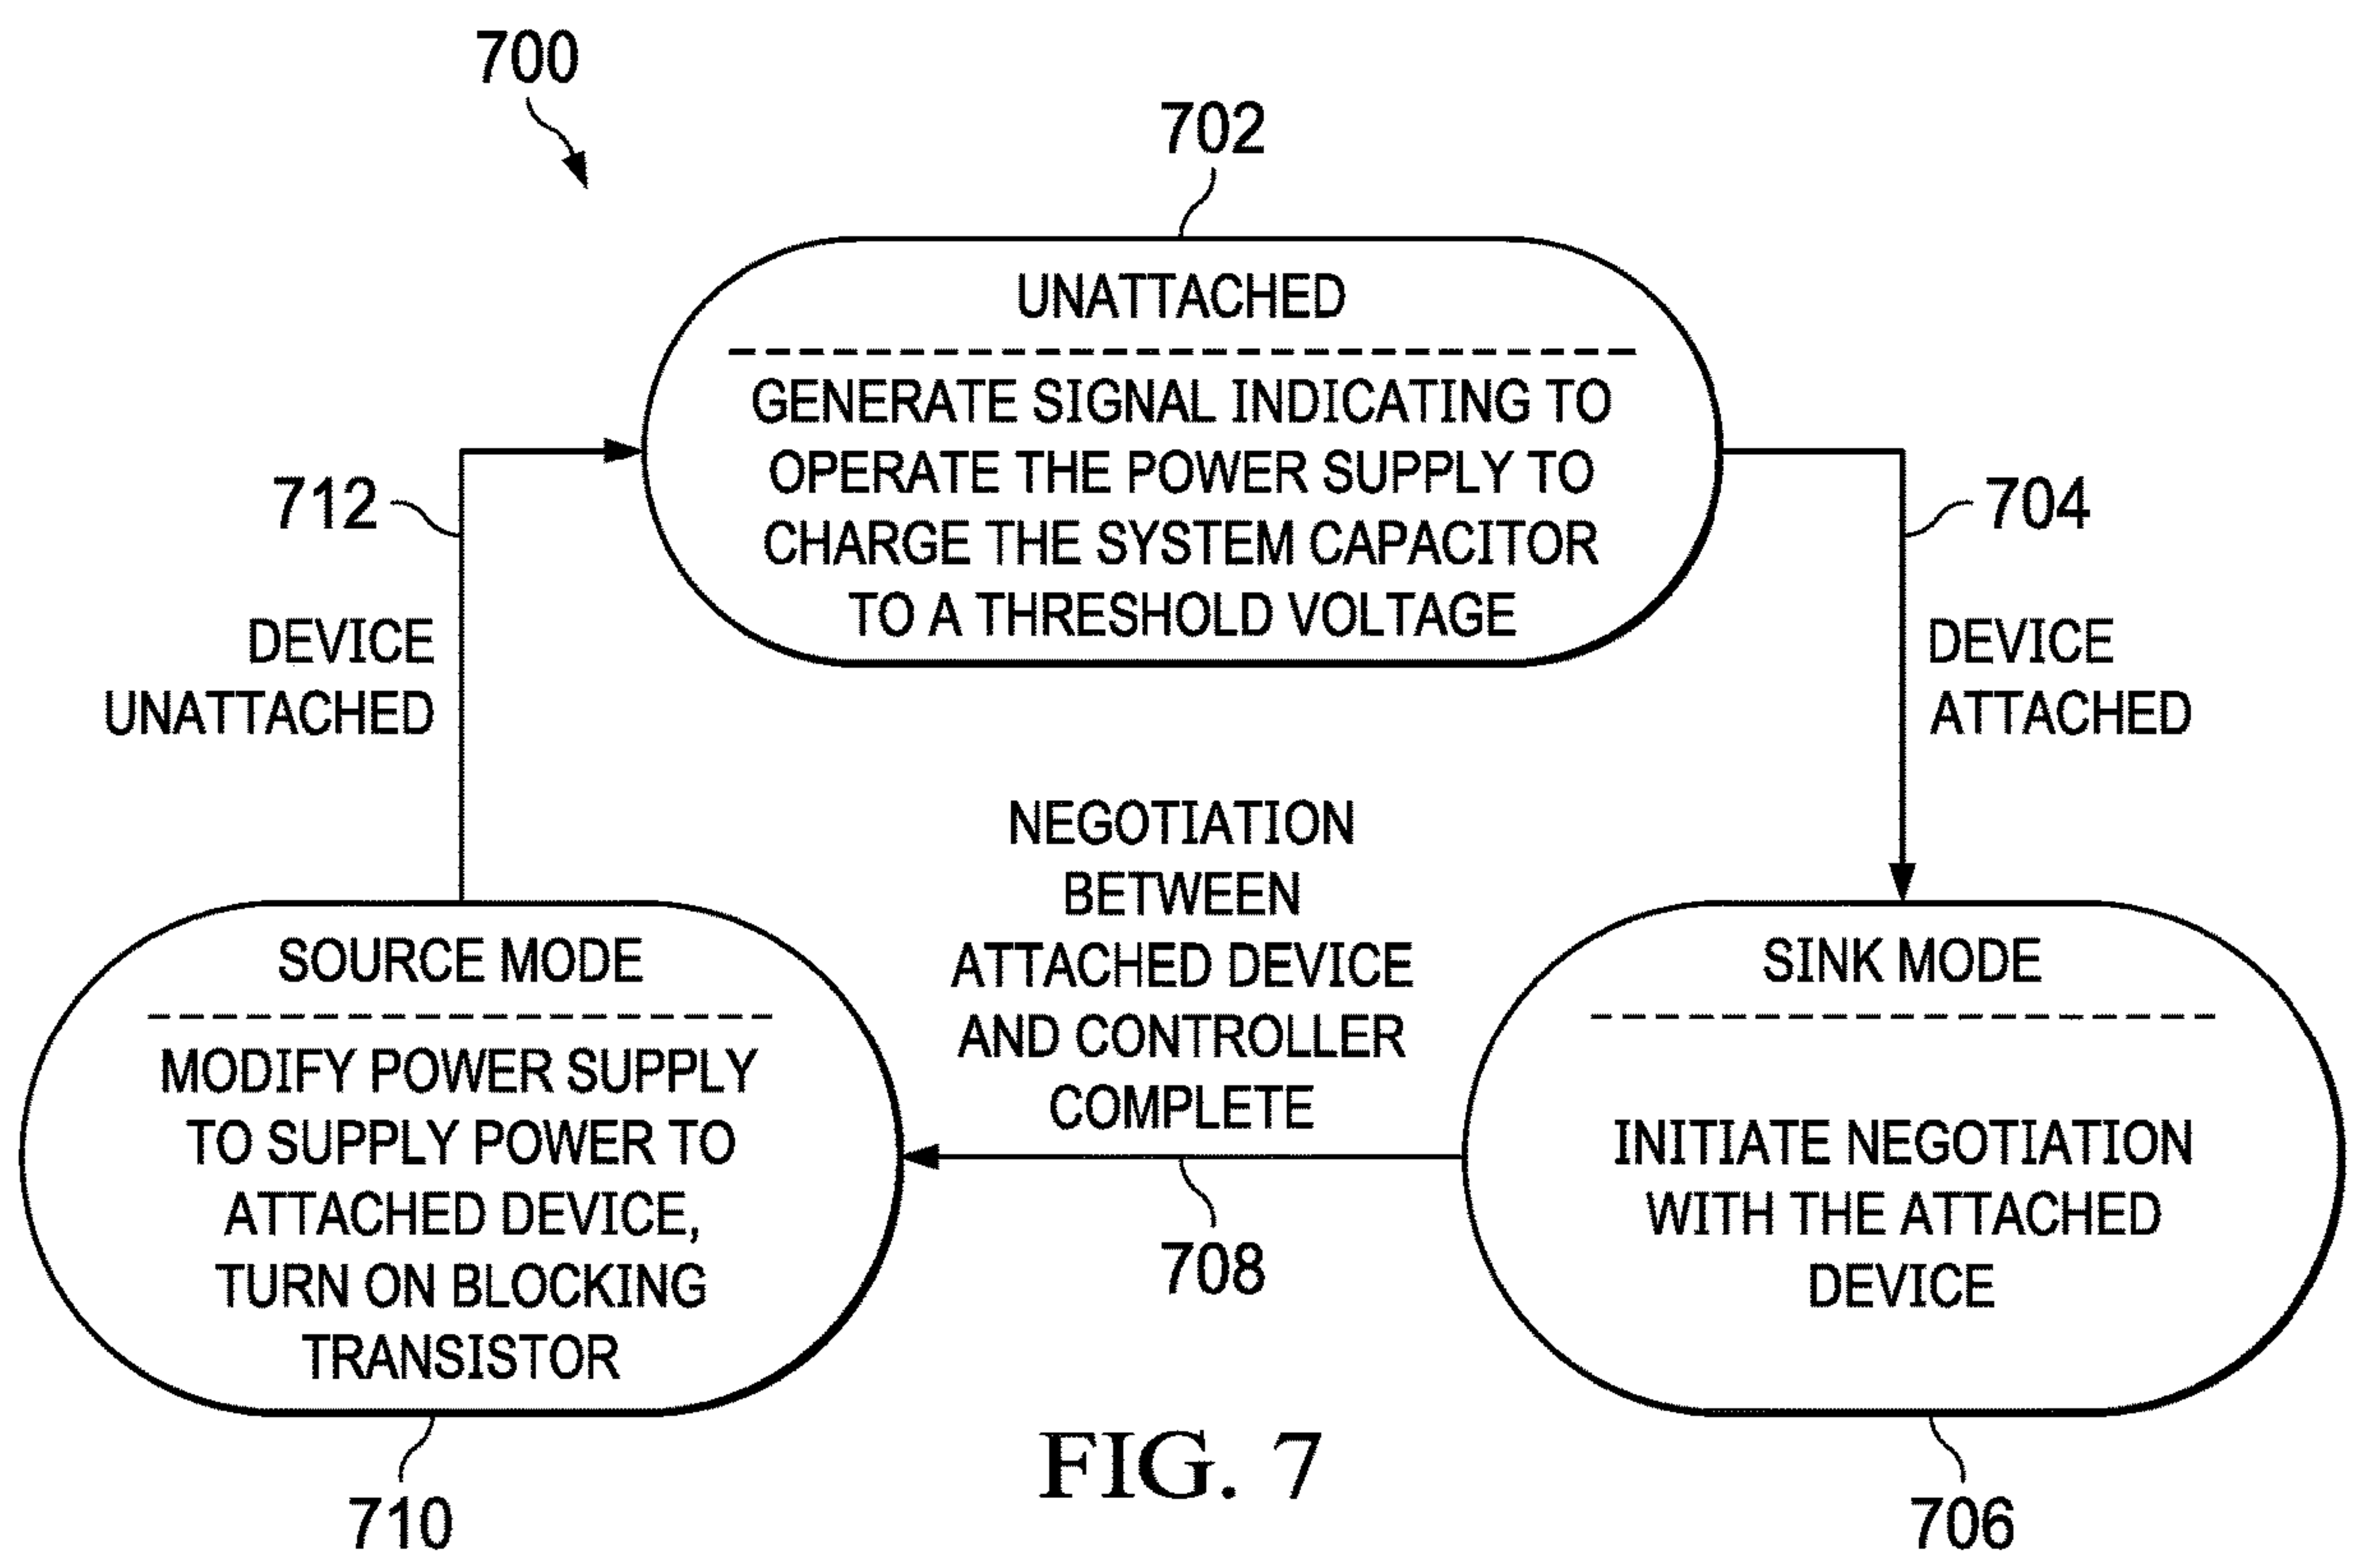 700
702
UNATTACHED
GENERATE SIGNAL INDICATING TO
OPERATE THE POWER SUPPLY TO
CHARGE THE SYSTEM CAPACITOR
TO A THRESHOLD VOLTAGE
712
DEVICE
UNATTACHED
704
DEVICE
ATTACHED
NEGOTIATION
BETWEEN
ATTACHED DEVICE
AND CONTROLLER
COMPLETE
708
SOURCE MODE
MODIFY POWER SUPPLY
TO SUPPLY POWER TO
ATTACHED DEVICE,
TURN ON BLOCKING
TRANSISTOR
710
SINK MODE
INITIATE NEGOTIATION
WITH THE ATTACHED
DEVICE
706
FIG. 7